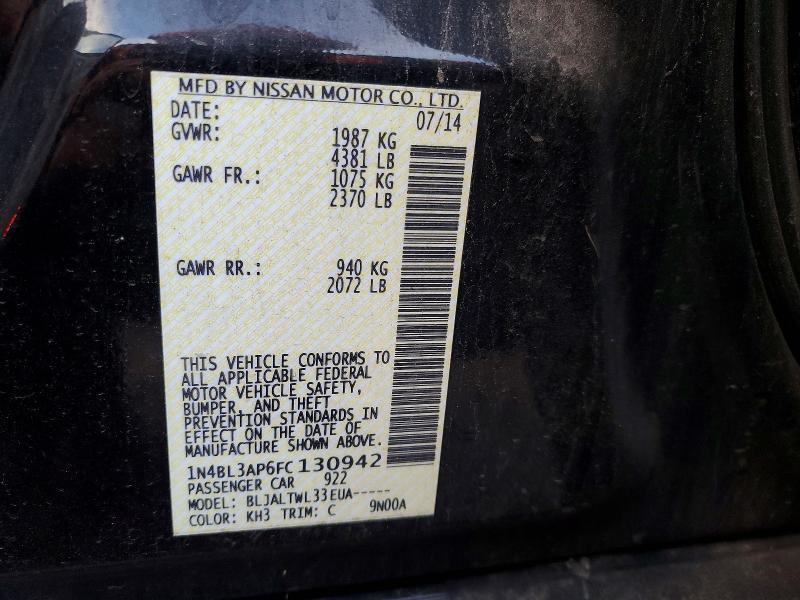 MFD BY NISSAN MOTOR CO., LTD.
DATE: 07/14
GVWR: 1987 KG
4381 LB
GAWR FR.: 1075 KG
2370 LB
GAWR RR.: 940 KG
2072 LB
THIS VEHICLE CONFORMS TO
ALL APPLICABLE FEDERAL
MOTOR VEHICLE SAFETY,
BUMPER, AND THEFT
PREVENTION STANDARDS IN
EFFECT ON THE DATE OF
MANUFACTURE SHOWN ABOVE.
1N4BL3AP6FC130942
PASSENGER CAR 922
MODEL: BLJALTWL33EUA-----
COLOR: KH3 TRIM: C 9N00A